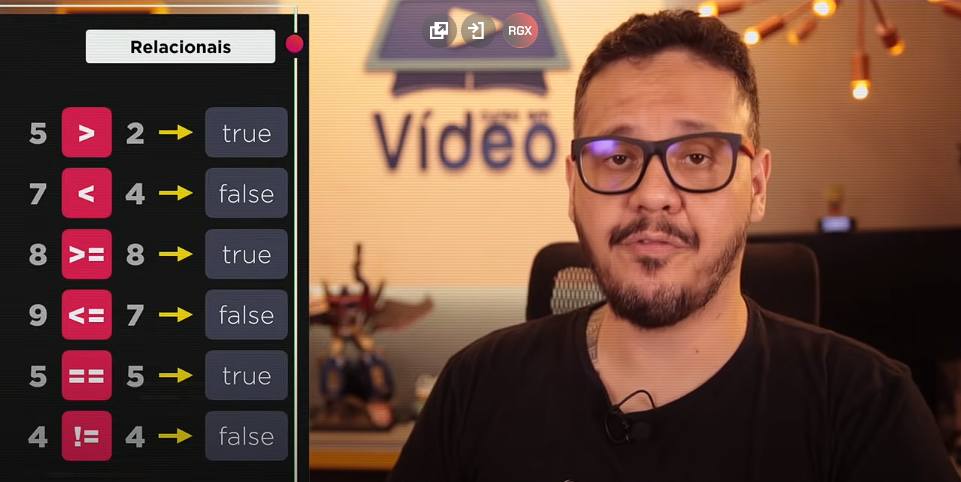 Relacionais
5 > 2 → true
7 < 4 → false
8 >= 8 → true
9 <= 7 → false
5 == 5 → true
4 != 4 → false
RGX
Vídeo